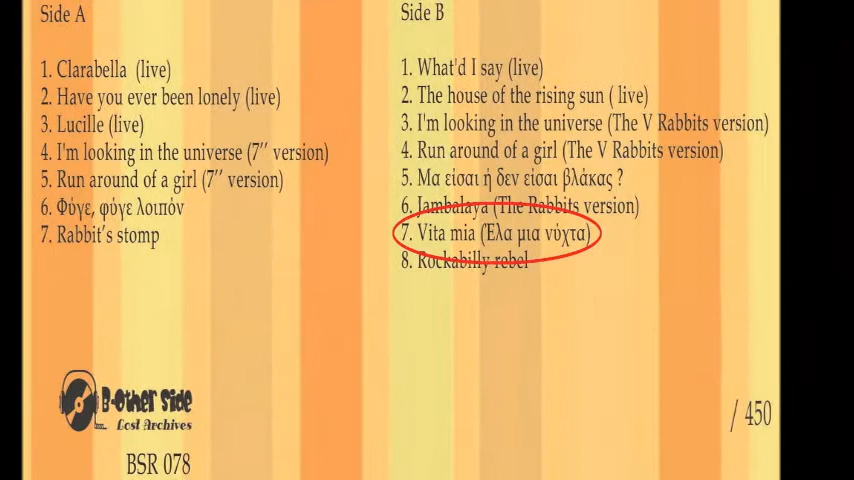 Side A
1. Clarabella (live)
2. Have you ever been lonely (live)
3. Lucille (live)
4. I'm looking in the universe (7′′ version)
5. Run around of a girl (7′′ version)
6. Φύγε, φύγε λοιπόν
7. Rabbit's stomp
Side B
1. What'd I say (live)
2. The house of the rising sun ( live)
3. I'm looking in the universe (The V Rabbits version)
4. Run around of a girl (The V Rabbits version)
5. Μα είσαι ή δεν είσαι βλάκας ?
6. Jambalaya (The Rabbits version)
7. Vita mia (Έλα μια νύχτα)
8. Rockabilly rebel
B-Other Side
Lost Archives
BSR 078
/ 450